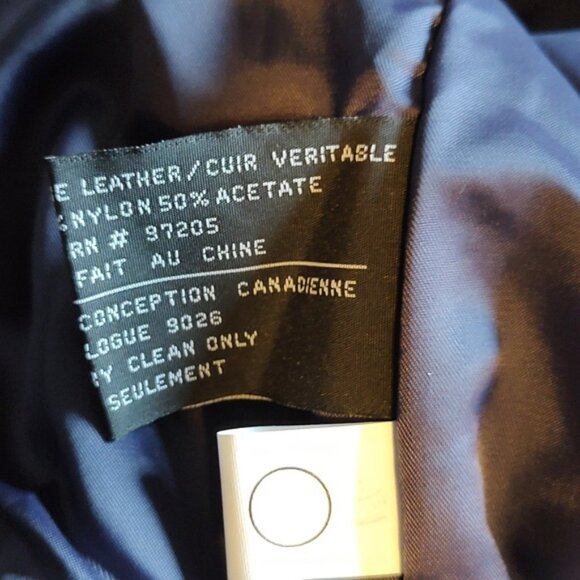 E LEATHER/CUIR VERITABLE
NYLON 50% ACETATE
RN # 97205
FAIT AU CHINE
CONCEPTION CANADIENNE
LOGUE 9026
Y CLEAN ONLY
SEULEMENT